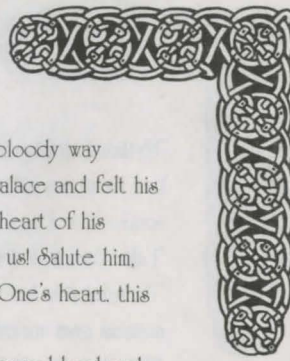 bloody way
alace and felt his
heart of his
us! Salute him,
One's heart. this